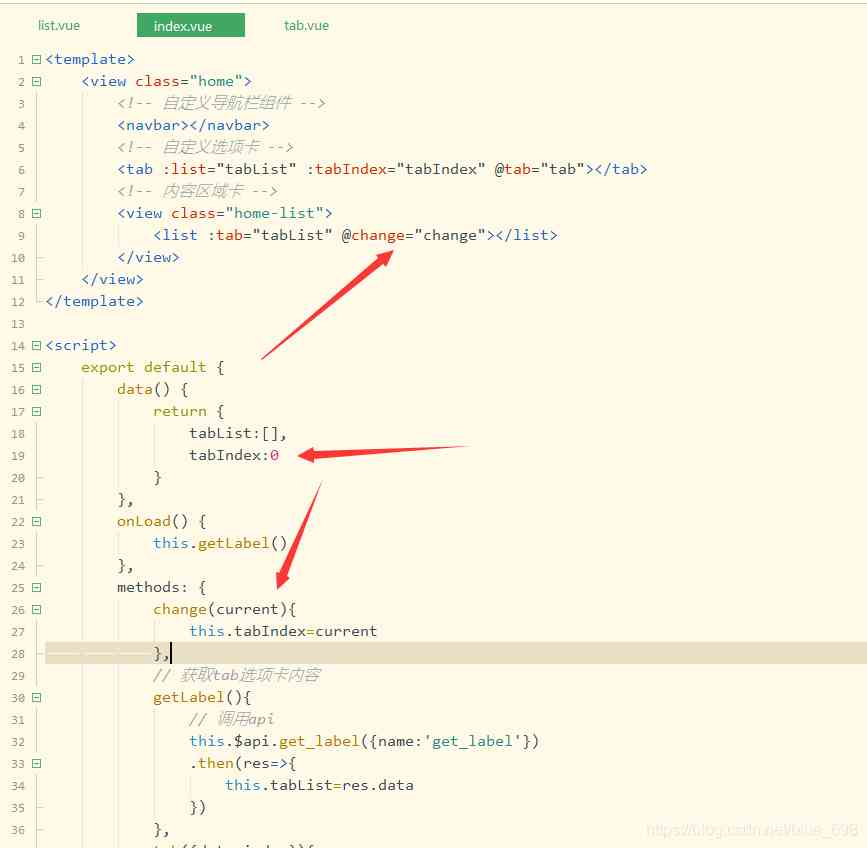 list.vue index.vue tab.vue
1 <template>
2 <view class="home">
3 <!-- 自定义导航栏组件 -->
4 <navbar></navbar>
5 <!-- 自定义选项卡 -->
6 <tab :list="tabList" :tabIndex="tabIndex" @tab="tab"></tab>
7 <!-- 内容区域卡 -->
8 <view class="home-list">
9 <list :tab="tabList" @change="change"></list>
10 </view>
11 </view>
12 </template>
13
14 <script>
15 export default {
16 data() {
17 return {
18 tabList:[],
19 tabIndex:0
20 }
21 },
22 onLoad() {
23 this.getLabel()
24 },
25 methods: {
26 change(current){
27 this.tabIndex=current
28 },
29 // 获取tab选项卡内容
30 getLabel(){
31 // 调用api
32 this.$api.get_label({name:'get_label'})
33 .then(res=>{
34 this.tabList=res.data
35 })
36 },
https://blog.csdn.net/blue_698